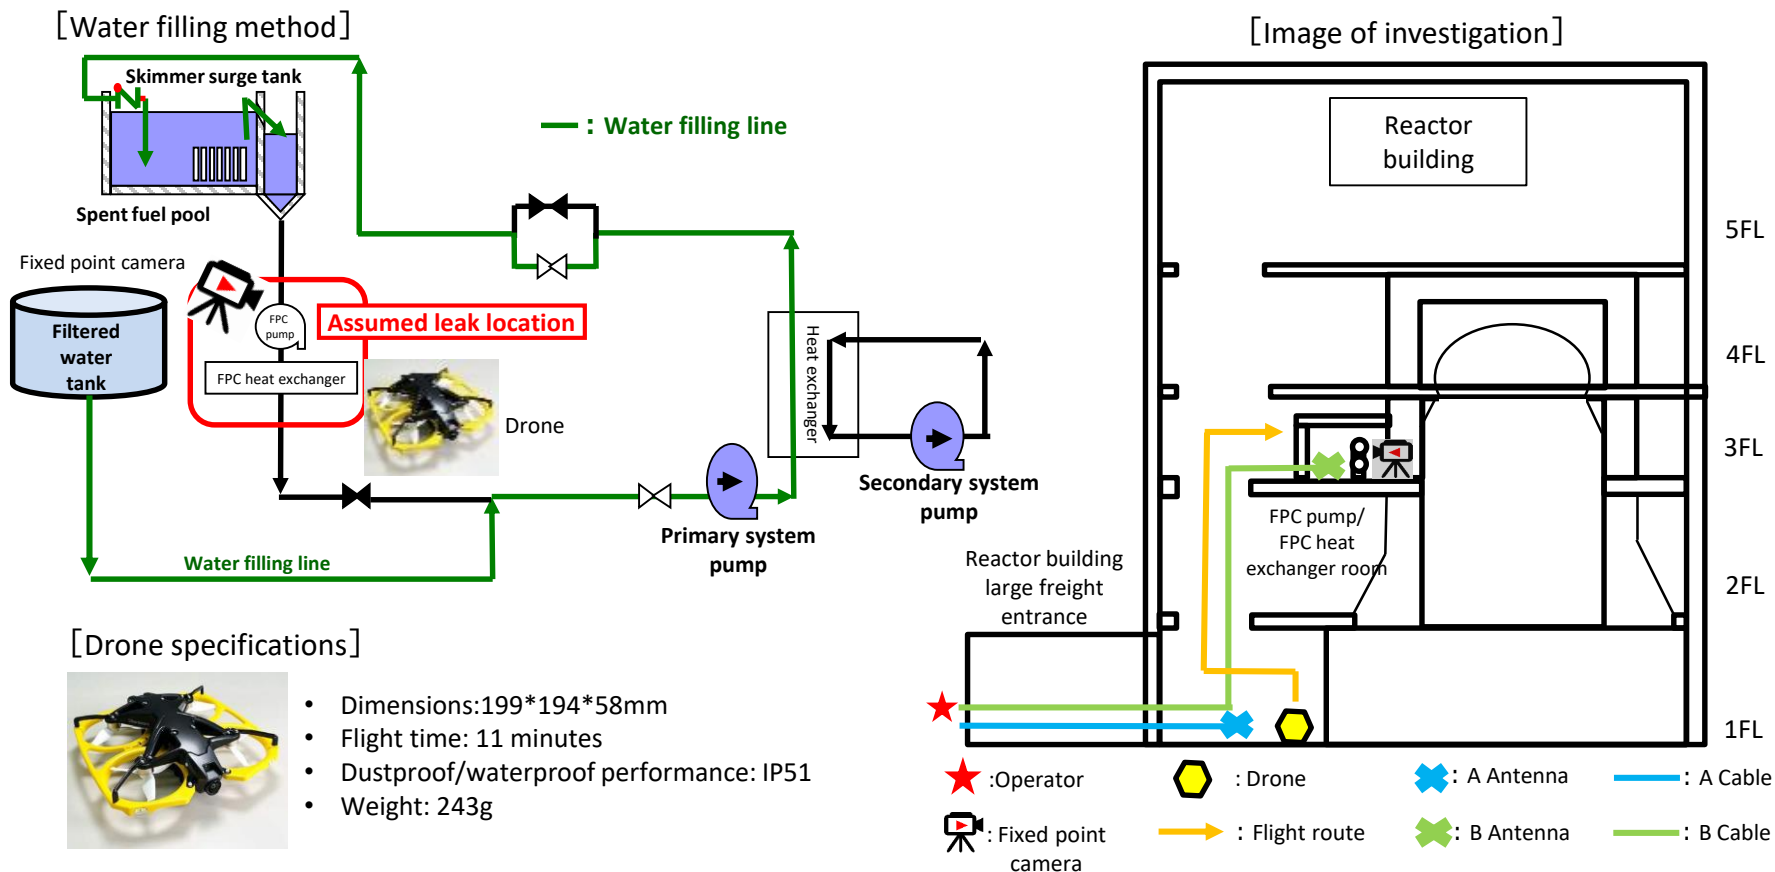 ［Water filling method］
Skimmer surge tank
: Water filling line
Spent fuel pool
Fixed point camera
Filtered
water
tank
FPC
pump
Assumed leak location
FPC heat exchanger
Drone
Heat exchanger
Secondary system
pump
Primary system
pump
Water filling line
［Drone specifications］
• Dimensions:199*194*58mm
• Flight time: 11 minutes
• Dustproof/waterproof performance: IP51
• Weight: 243g
［Image of investigation］
Reactor
building
5FL
4FL
3FL
2FL
1FL
FPC pump/
FPC heat
exchanger room
Reactor building
large freight
entrance
:Operator
: Drone
: A Antenna
: A Cable
: Fixed point
camera
: Flight route
: B Antenna
: B Cable